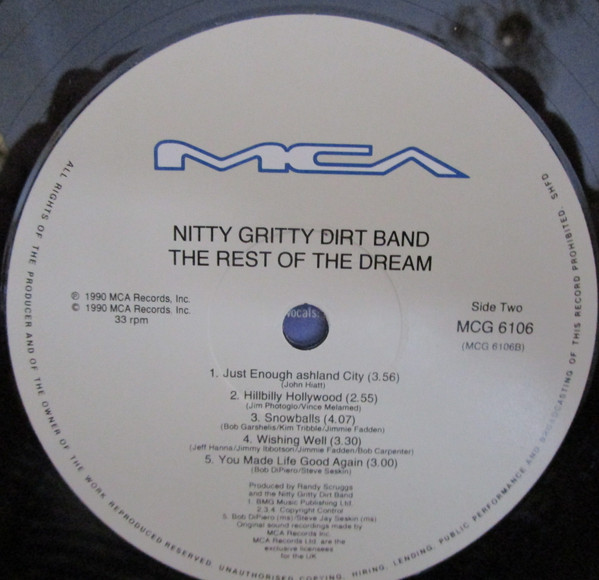 MCA
NITTY GRITTY DIRT BAND
THE REST OF THE DREAM
℗ 1990 MCA Records, Inc.
© 1990 MCA Records, Inc.
33 rpm
vocals:
Side Two
MCG 6106
(MCG 6106B)
1. Just Enough ashland City (3.56)
(John Hiatt)
2. Hillbilly Hollywood (2.55)
(Jim Photoglo/Vince Melamed)
3. Snowballs (4.07)
(Bob Garshelis/Kim Tribble/Jimmie Fadden)
4. Wishing Well (3.30)
(Jeff Hanna/Jimmy Ibbotson/Jimmie Fadden/Bob Carpenter)
5. You Made Life Good Again (3.00)
(Bob DiPiero/Steve Seskin)
Produced by Randy Scruggs
and the Nitty Gritty Dirt Band
1. BMG Music Publishing Ltd.
2.3.4. Copyright Control
5. Bob DiPiero (ms)/Steve Jay Seskin (ms)
Original sound recordings made by
MCA Records Inc.
MCA Records Ltd. are the
exclusive licensees
for the UK
ALL RIGHTS OF THE PRODUCER AND OF THE OWNER OF THE WORK REPRODUCED RESERVED. UNAUTHORISED COPYING, HIRING, LENDING, PUBLIC PERFORMANCE AND BROADCASTING OF THIS RECORD PROHIBITED.